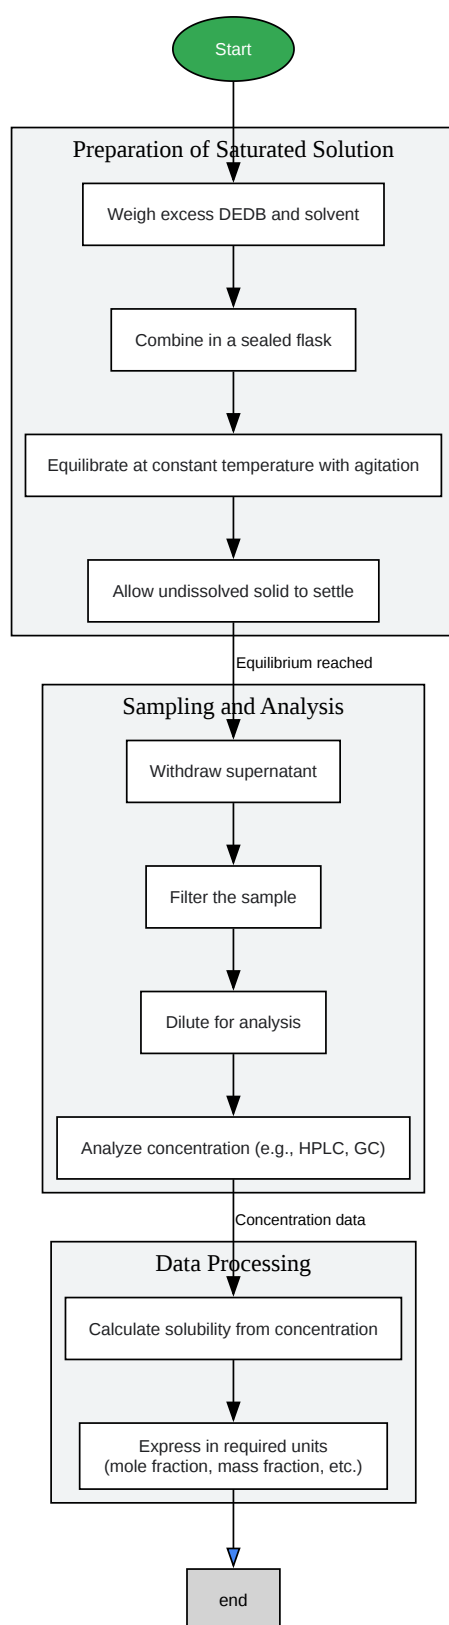 Start
Preparation of Saturated Solution
Weigh excess DEDB and solvent
Combine in a sealed flask
Equilibrate at constant temperature with agitation
Allow undissolved solid to settle
Equilibrium reached
Sampling and Analysis
Withdraw supernatant
Filter the sample
Dilute for analysis
Analyze concentration (e.g., HPLC, GC)
Concentration data
Data Processing
Calculate solubility from concentration
Express in required units
(mole fraction, mass fraction, etc.)
end